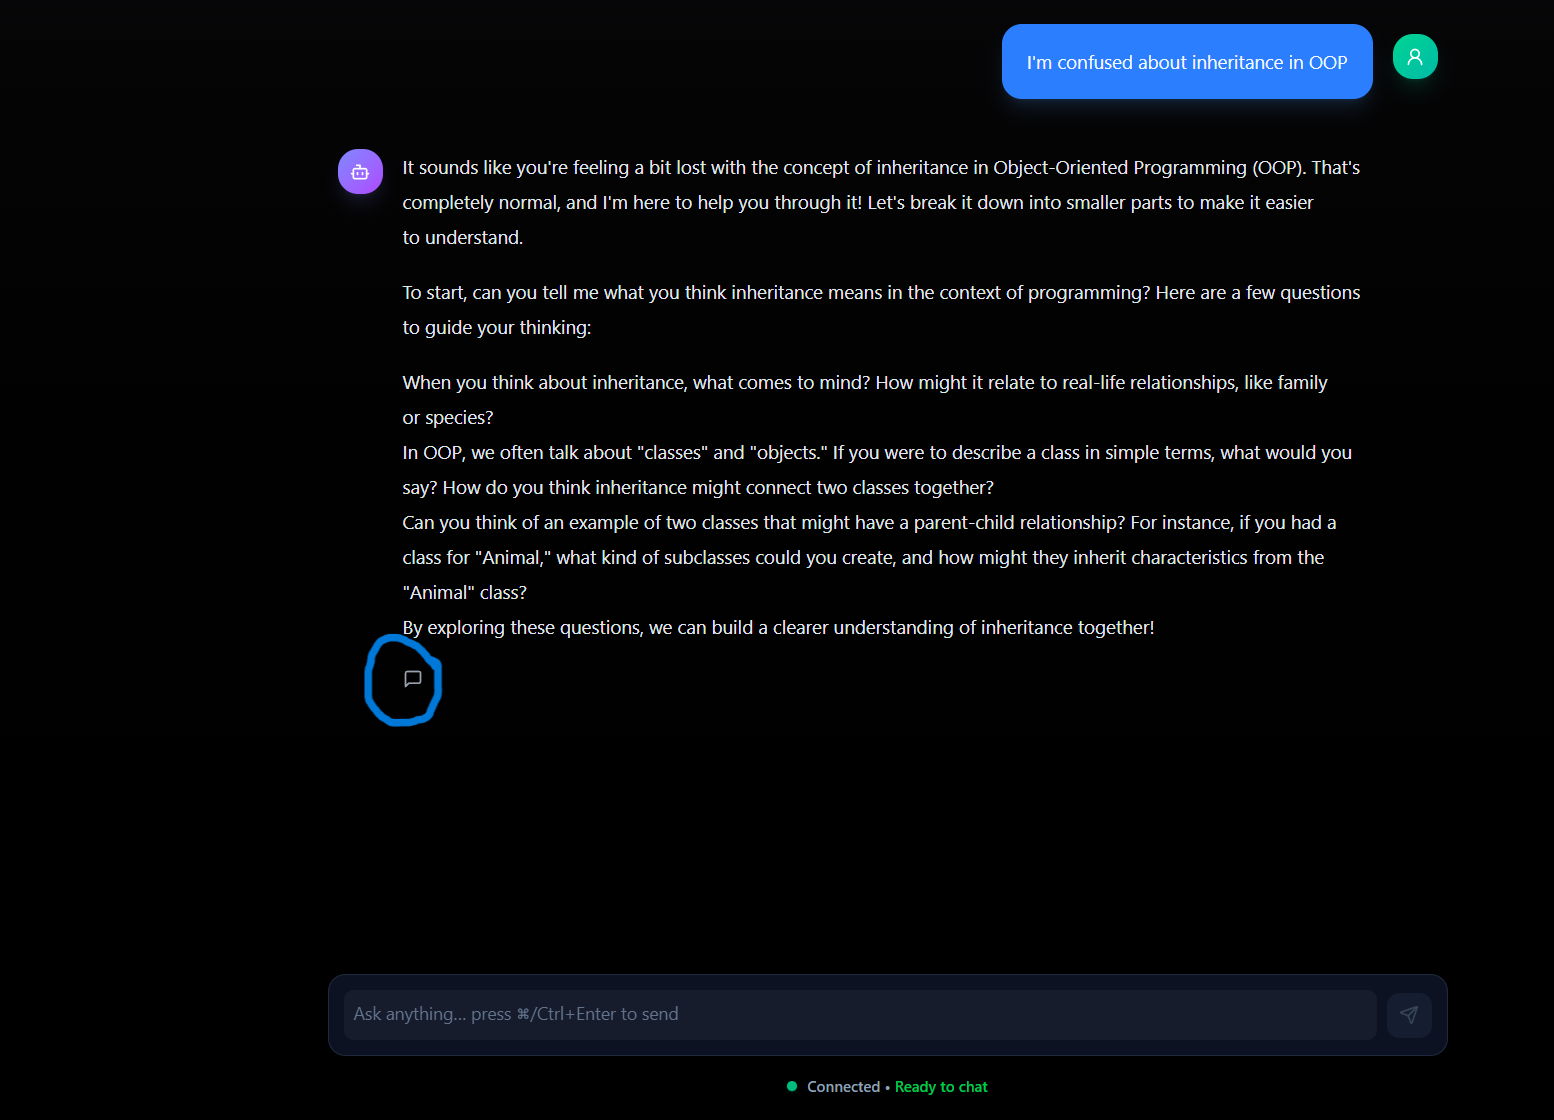 I'm confused about inheritance in OOP
It sounds like you're feeling a bit lost with the concept of inheritance in Object-Oriented Programming (OOP). That's
completely normal, and I'm here to help you through it! Let's break it down into smaller parts to make it easier
to understand.
To start, can you tell me what you think inheritance means in the context of programming? Here are a few questions
to guide your thinking:
When you think about inheritance, what comes to mind? How might it relate to real-life relationships, like family
or species?
In OOP, we often talk about "classes" and "objects." If you were to describe a class in simple terms, what would you
say? How do you think inheritance might connect two classes together?
Can you think of an example of two classes that might have a parent-child relationship? For instance, if you had a
class for "Animal," what kind of subclasses could you create, and how might they inherit characteristics from the
"Animal" class?
By exploring these questions, we can build a clearer understanding of inheritance together!
Ask anything... press ⌘/Ctrl+Enter to send
Connected • Ready to chat